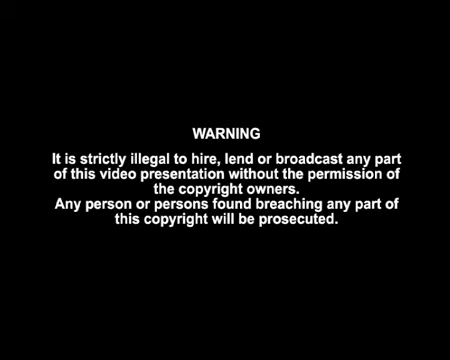 WARNING
It is strictly illegal to hire, lend or broadcast any part
of this video presentation without the permission of
the copyright owners.
Any person or persons found breaching any part of
this copyright will be prosecuted.